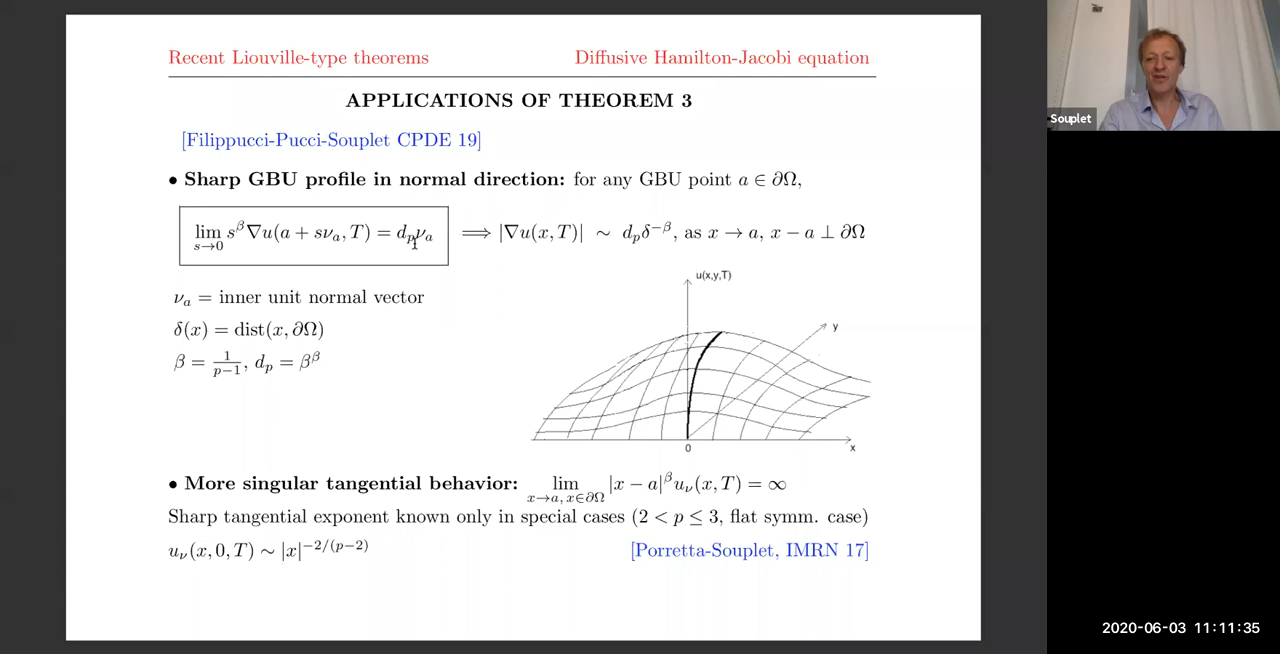 Recent Liouville-type theorems Diffusive Hamilton-Jacobi equation
APPLICATIONS OF THEOREM 3
[Filippucci-Pucci-Souplet CPDE 19]
• Sharp GBU profile in normal direction: for any GBU point a ∈ ∂Ω,
lim_{s→0} s^β ∇u(a + sν_a, T) = d_p ν_a ⟹ |∇u(x, T)| ∼ d_p δ^{−β}, as x → a, x − a ⊥ ∂Ω
ν_a = inner unit normal vector
δ(x) = dist(x, ∂Ω)
β = 1/(p−1), d_p = β^β
u(x,y,T)
y
0
x
• More singular tangential behavior: lim_{x→a, x∈∂Ω} |x − a|^β u_ν(x, T) = ∞
Sharp tangential exponent known only in special cases (2 < p ≤ 3, flat symm. case)
u_ν(x, 0, T) ∼ |x|^{−2/(p−2)} [Porretta-Souplet, IMRN 17]
Souplet
2020-06-03 11:11:35